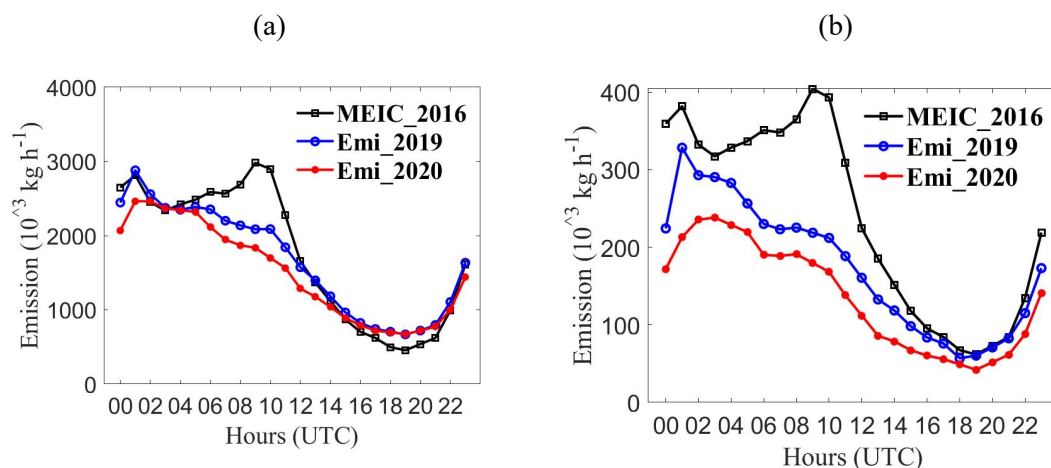 (a)
Emission (10^3 kg h⁻¹)
4000
3000
2000
1000
0
MEIC_2016
Emi_2019
Emi_2020
00 02 04 06 08 10 12 14 16 18 20 22
Hours (UTC)
(b)
Emission (10^3 kg h⁻¹)
400
300
200
100
0
MEIC_2016
Emi_2019
Emi_2020
00 02 04 06 08 10 12 14 16 18 20 22
Hours (UTC)